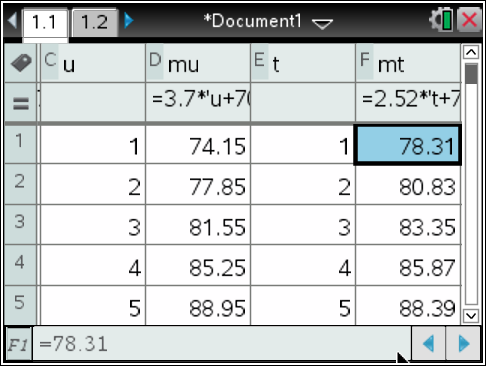 1.1 1.2 *Document1
C u D mu E t F mt
= =3.7*'u+70 =2.52*'t+7
1 1 74.15 1 78.31
2 2 77.85 2 80.83
3 3 81.55 3 83.35
4 4 85.25 4 85.87
5 5 88.95 5 88.39
F1 =78.31